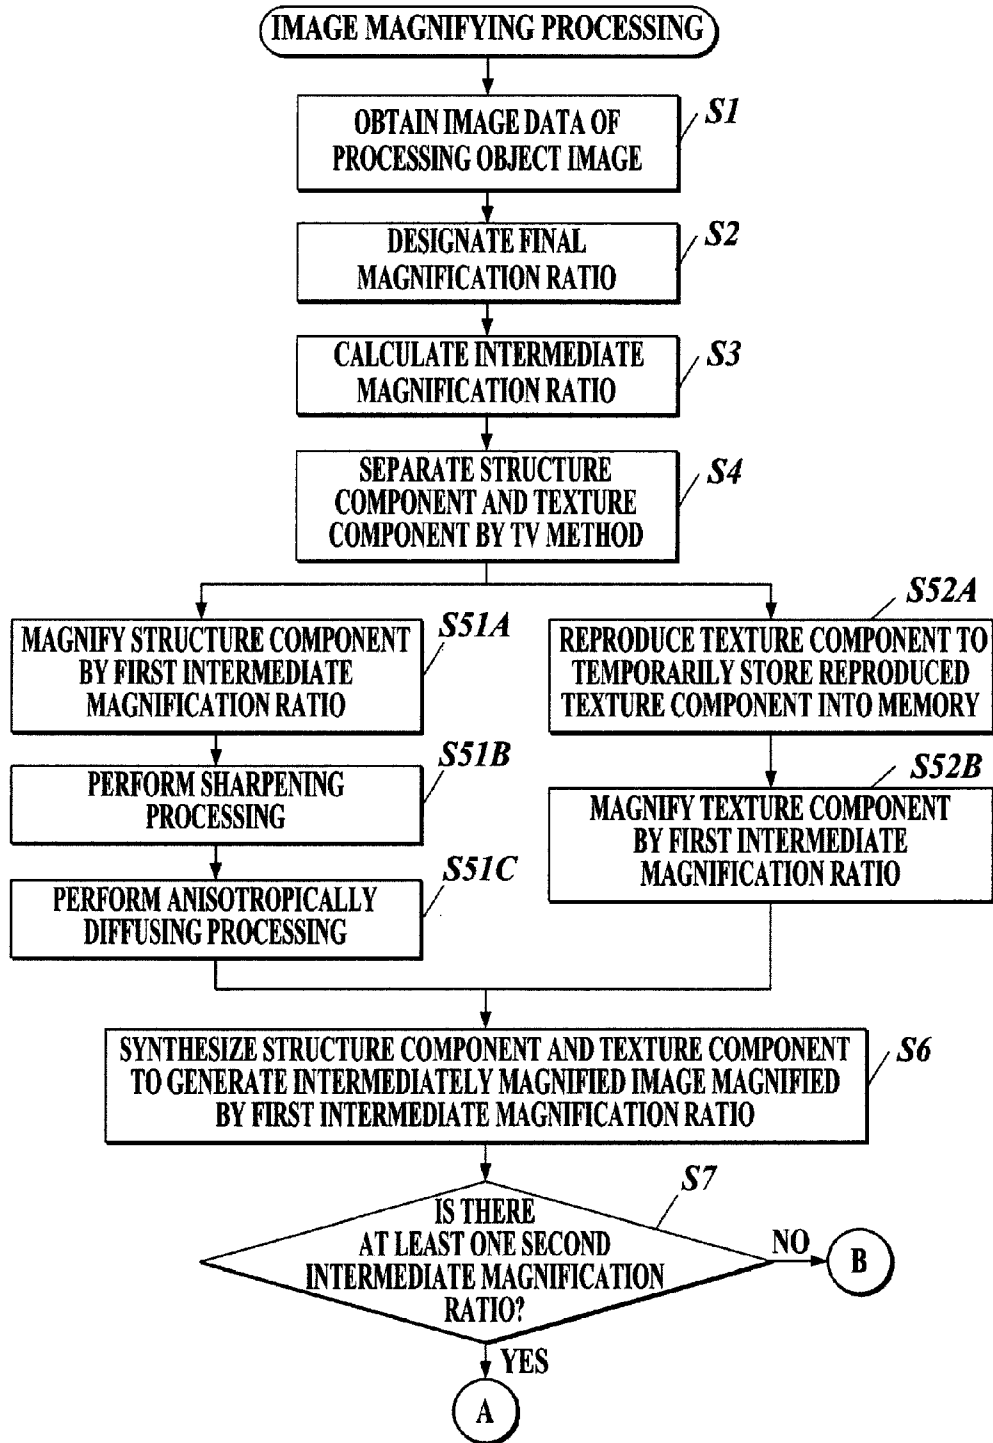 IMAGE MAGNIFYING PROCESSING
S1
OBTAIN IMAGE DATA OF
PROCESSING OBJECT IMAGE
S2
DESIGNATE FINAL
MAGNIFICATION RATIO
S3
CALCULATE INTERMEDIATE
MAGNIFICATION RATIO
S4
SEPARATE STRUCTURE
COMPONENT AND TEXTURE
COMPONENT BY TV METHOD
S51A
MAGNIFY STRUCTURE COMPONENT
BY FIRST INTERMEDIATE
MAGNIFICATION RATIO
S51B
PERFORM SHARPENING
PROCESSING
S51C
PERFORM ANISOTROPICALLY
DIFFUSING PROCESSING
S52A
REPRODUCE TEXTURE COMPONENT TO
TEMPORARILY STORE REPRODUCED
TEXTURE COMPONENT INTO MEMORY
S52B
MAGNIFY TEXTURE COMPONENT
BY FIRST INTERMEDIATE
MAGNIFICATION RATIO
S6
SYNTHESIZE STRUCTURE COMPONENT AND TEXTURE COMPONENT
TO GENERATE INTERMEDIATELY MAGNIFIED IMAGE MAGNIFIED
BY FIRST INTERMEDIATE MAGNIFICATION RATIO
S7
IS THERE
AT LEAST ONE SECOND
INTERMEDIATE MAGNIFICATION
RATIO?
NO
B
YES
A